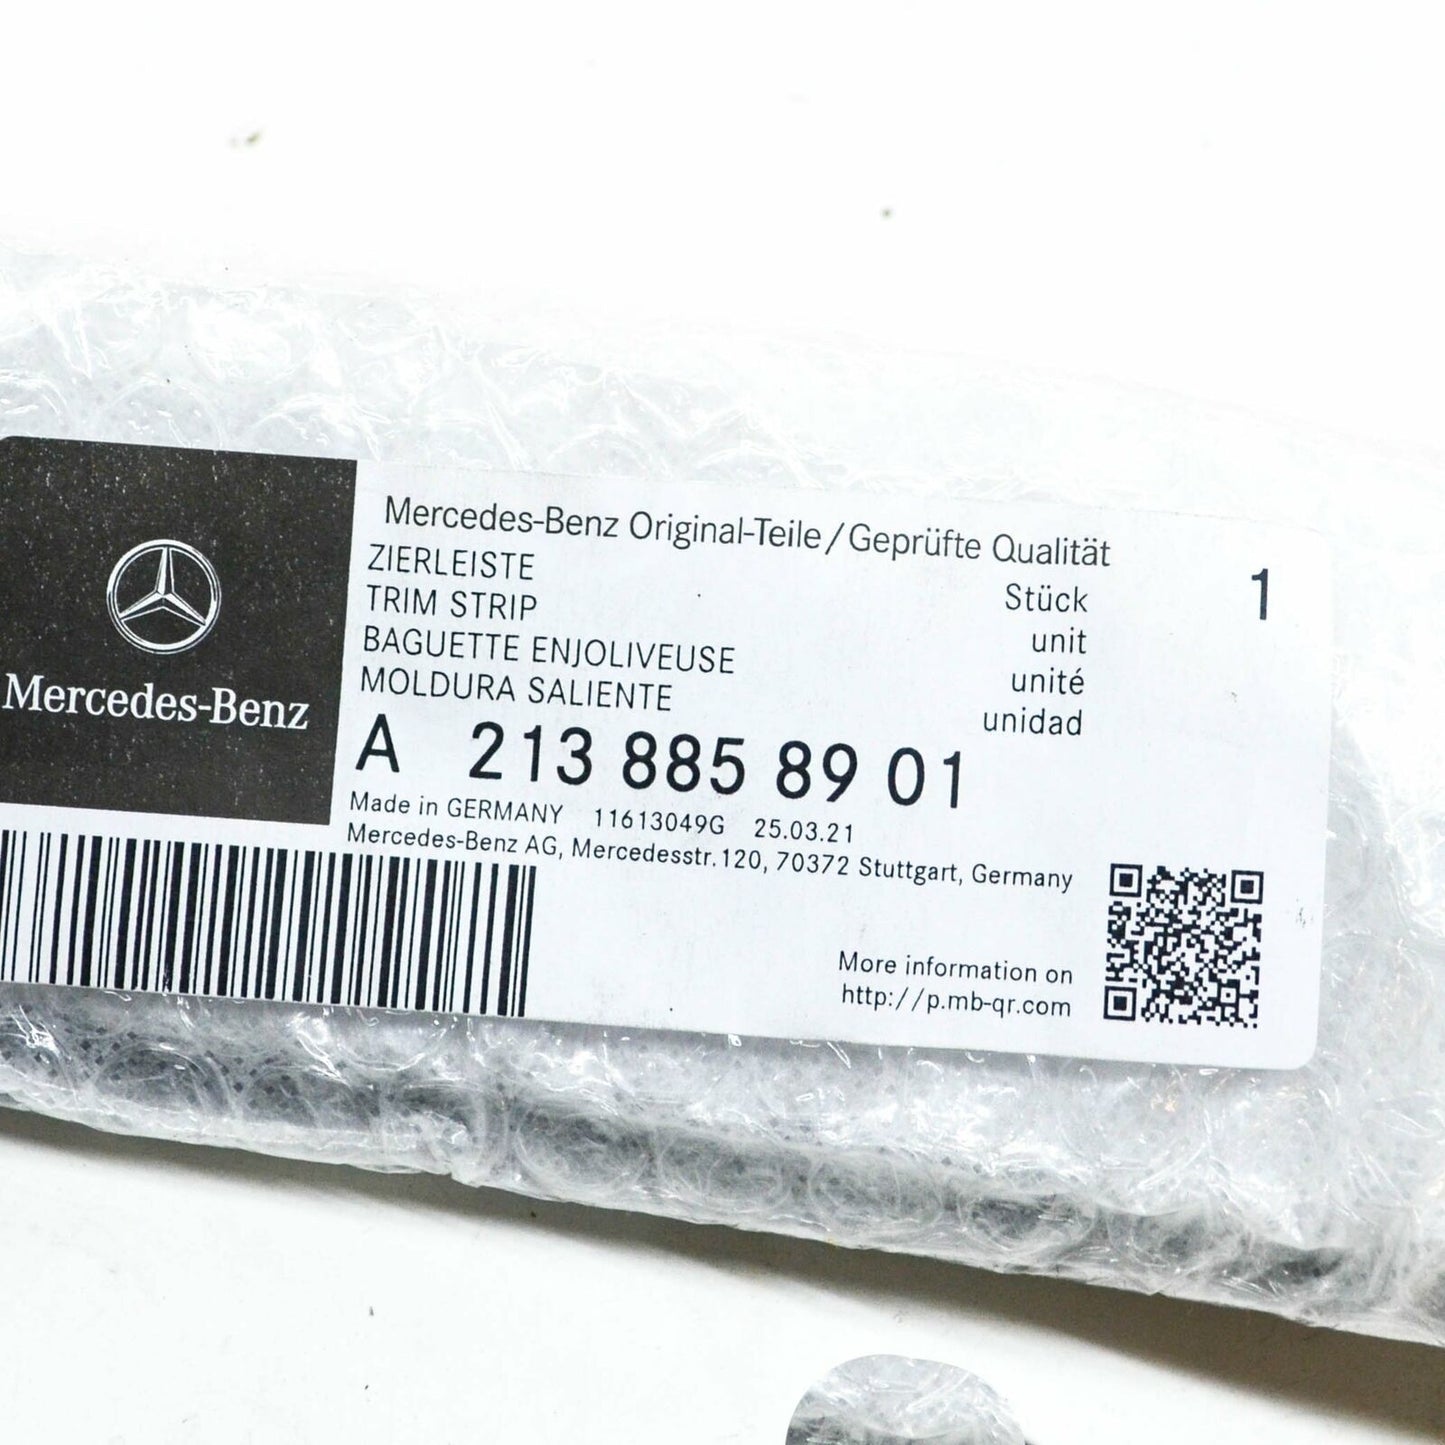 Mercedes-Benz
Mercedes-Benz Original-Teile/Geprüfte Qualität
ZIERLEISTE
TRIM STRIP
BAGUETTE ENJOLIVEUSE
MOLDURA SALIENTE
Stück 1
unit
unité
unidad
A 213 885 89 01
Made in GERMANY 11613049G 25.03.21
Mercedes-Benz AG, Mercedesstr.120, 70372 Stuttgart, Germany
More information on
http://p.mb-qr.com